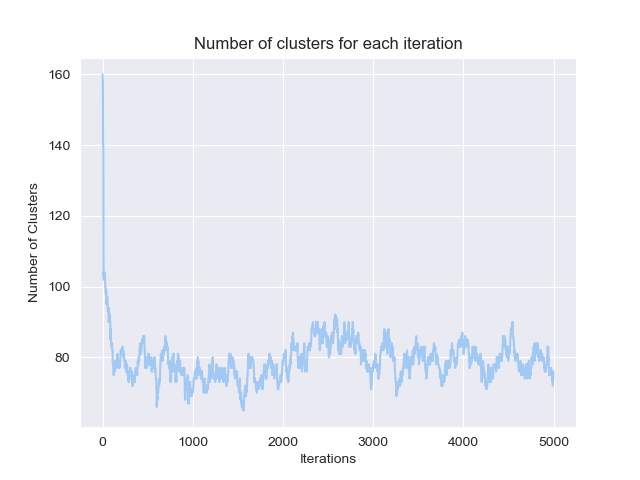 Number of clusters for each iteration
160
140
120
100
80
Number of Clusters
0 1000 2000 3000 4000 5000
Iterations